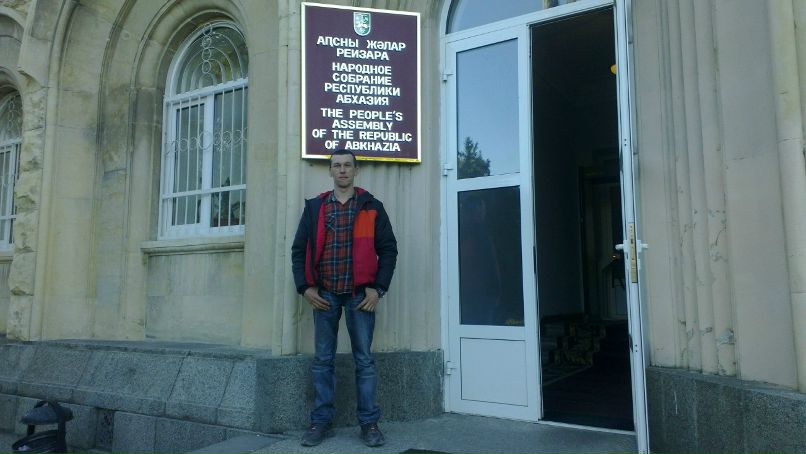 АԤСНЫ ЖӘЛАР
РЕИЗАРА
НАРОДНОЕ
СОБРАНИЕ
РЕСПУБЛИКИ
АБХАЗИЯ
THE PEOPLE'S
ASSEMBLY
OF THE REPUBLIC
OF ABKHAZIA